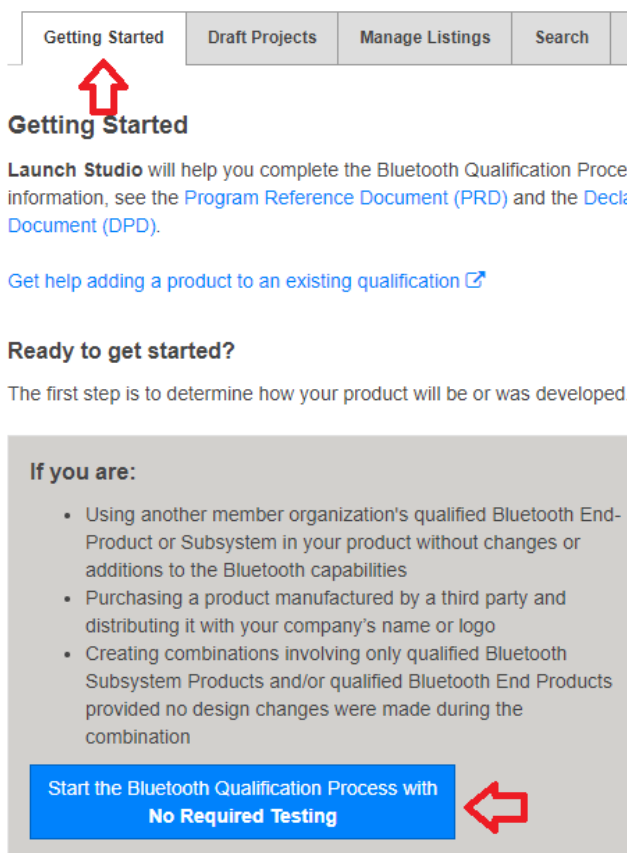 Getting Started Draft Projects Manage Listings Search
Getting Started
Launch Studio will help you complete the Bluetooth Qualification Proce
information, see the Program Reference Document (PRD) and the Decla
Document (DPD).
Get help adding a product to an existing qualification
Ready to get started?
The first step is to determine how your product will be or was developed
If you are:
• Using another member organization's qualified Bluetooth End-
Product or Subsystem in your product without changes or
additions to the Bluetooth capabilities
• Purchasing a product manufactured by a third party and
distributing it with your company's name or logo
• Creating combinations involving only qualified Bluetooth
Subsystem Products and/or qualified Bluetooth End Products
provided no design changes were made during the
combination
Start the Bluetooth Qualification Process with
No Required Testing